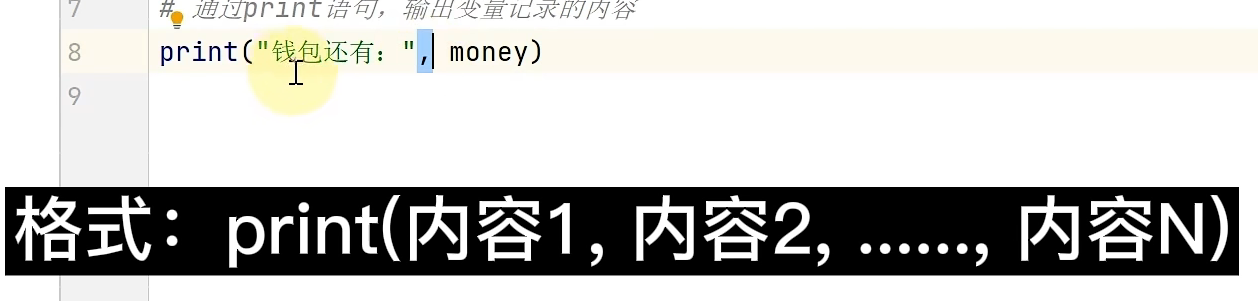 7 # 通过print语句，输出变量记录的内容
8 print("钱包还有：", money)
9
格式：print(内容1, 内容2, ......, 内容N)